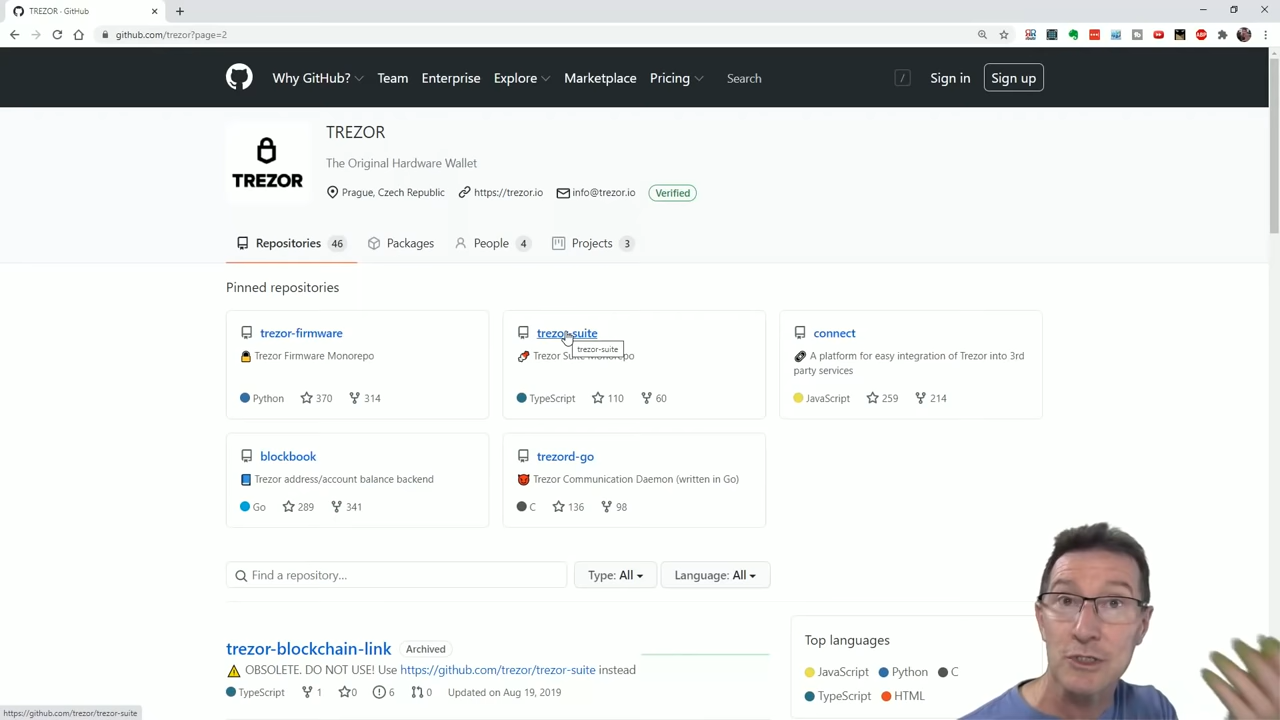 TREZOR · GitHub
github.com/trezor?page=2
Why GitHub? Team Enterprise Explore Marketplace Pricing Search / Sign in Sign up
TREZOR
TREZOR
The Original Hardware Wallet
Prague, Czech Republic https://trezor.io info@trezor.io Verified
Repositories 46 Packages People 4 Projects 3
Pinned repositories
trezor-firmware
Trezor Firmware Monorepo
Python 370 314
trezor-suite
trezor-suite
Trezor Suite Monorepo
TypeScript 110 60
connect
A platform for easy integration of Trezor into 3rd
party services
JavaScript 259 214
blockbook
Trezor address/account balance backend
Go 289 341
trezord-go
Trezor Communication Daemon (written in Go)
C 136 98
Find a repository... Type: All Language: All
trezor-blockchain-link Archived
OBSOLETE. DO NOT USE! Use https://github.com/trezor/trezor-suite instead
TypeScript 1 0 6 0 Updated on Aug 19, 2019
Top languages
JavaScript Python C
TypeScript HTML
https://github.com/trezor/trezor-suite